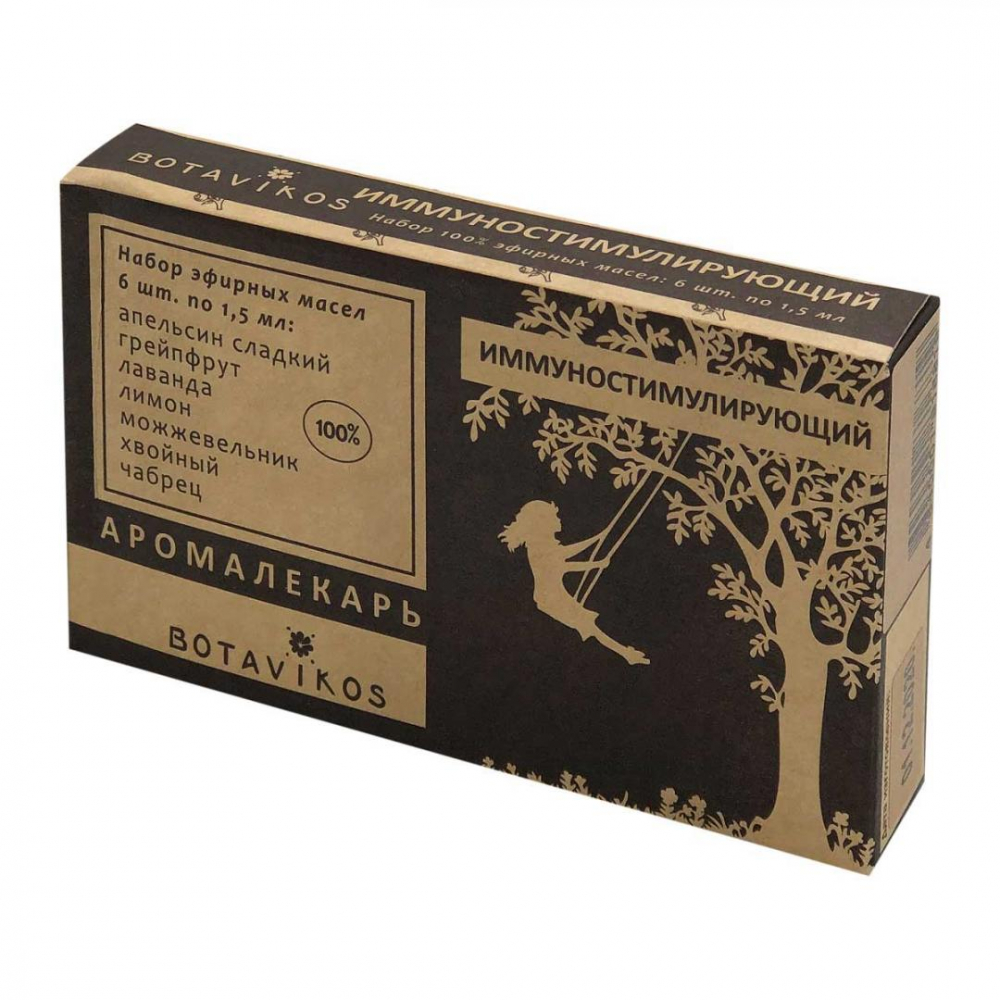 BOTAVIKOS
ИММУНОСТИМУЛИРУЮЩИЙ
Набор 100% эфирных масел: 6 шт. по 1,5 мл
Набор эфирных масел
6 шт. по 1,5 мл:
апельсин сладкий
грейпфрут
лаванда
лимон
можжевельник
хвойный
чабрец
100%
ИММУНОСТИМУЛИРУЮЩИЙ
АРОМАЛЕКАРЬ
BOTAVIKOS